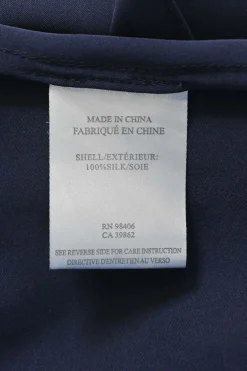 MADE IN CHINA
FABRIQUÉ EN CHINE
SHELL/EXTÉRIEUR:
100%SILK/SOIE
RN 98406
CA 39862
SEE REVERSE SIDE FOR CARE INSTRUCTION
DIRECTIVE D'ENTRETIEN AU VERSO